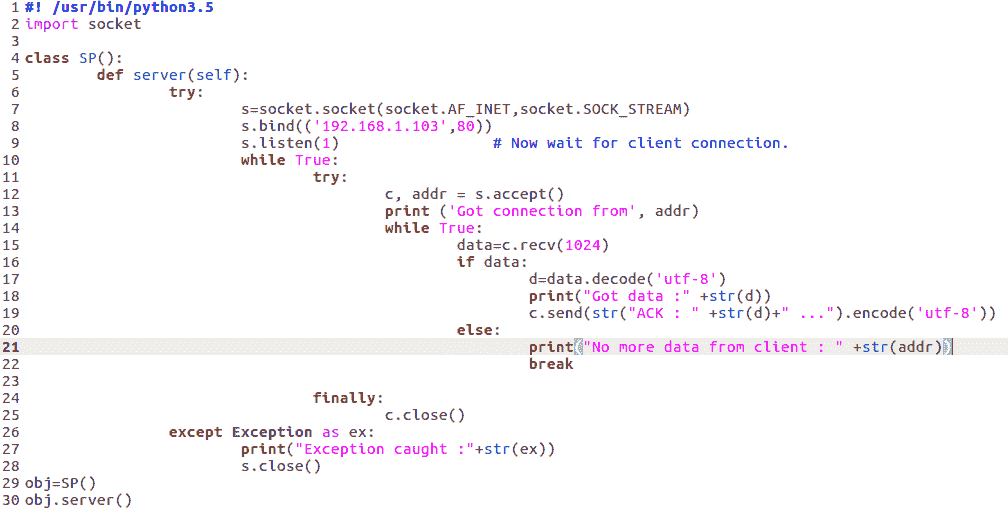 1 #! /usr/bin/python3.5
2 import socket
3
4 class SP():
5         def server(self):
6                 try:
7                         s=socket.socket(socket.AF_INET,socket.SOCK_STREAM)
8                         s.bind(('192.168.1.103',80))
9                         s.listen(1)                 # Now wait for client connection.
10                         while True:
11                                 try:
12                                         c, addr = s.accept()
13                                         print ('Got connection from', addr)
14                                         while True:
15                                                 data=c.recv(1024)
16                                                 if data:
17                                                         d=data.decode('utf-8')
18                                                         print("Got data :" +str(d))
19                                                         c.send(str("ACK : " +str(d)+" ...").encode('utf-8'))
20                                                 else:
21                                                         print("No more data from client : " +str(addr))
22                                                         break
23
24                                 finally:
25                                         c.close()
26                 except Exception as ex:
27                         print("Exception caught :"+str(ex))
28                         s.close()
29 obj=SP()
30 obj.server()